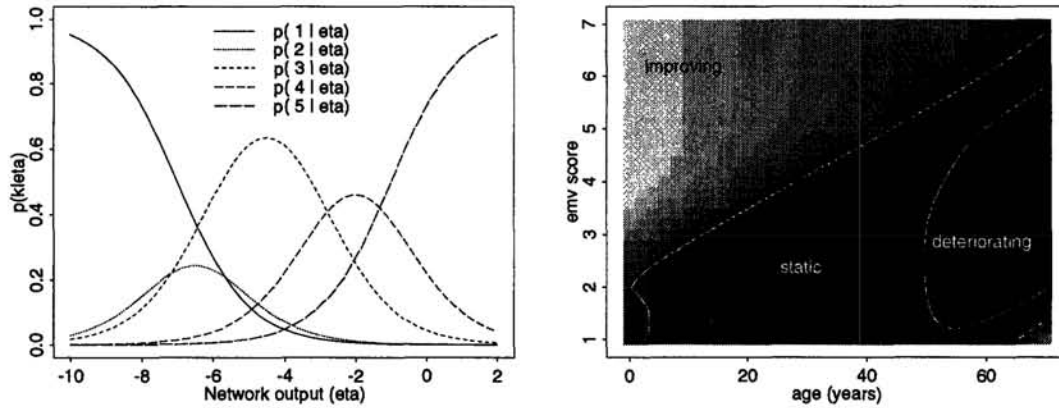 1.0
0.8
0.6
0.4
0.2
0.0
p(k|eta)
p( 1 | eta)
p( 2 | eta)
p( 3 | eta)
p( 4 | eta)
p( 5 | eta)
-10 -8 -6 -4 -2 0 2
Network output (eta)
7
6
5
4
3
2
1
emv score
improving
static
deteriorating
0 20 40 60
age (years)